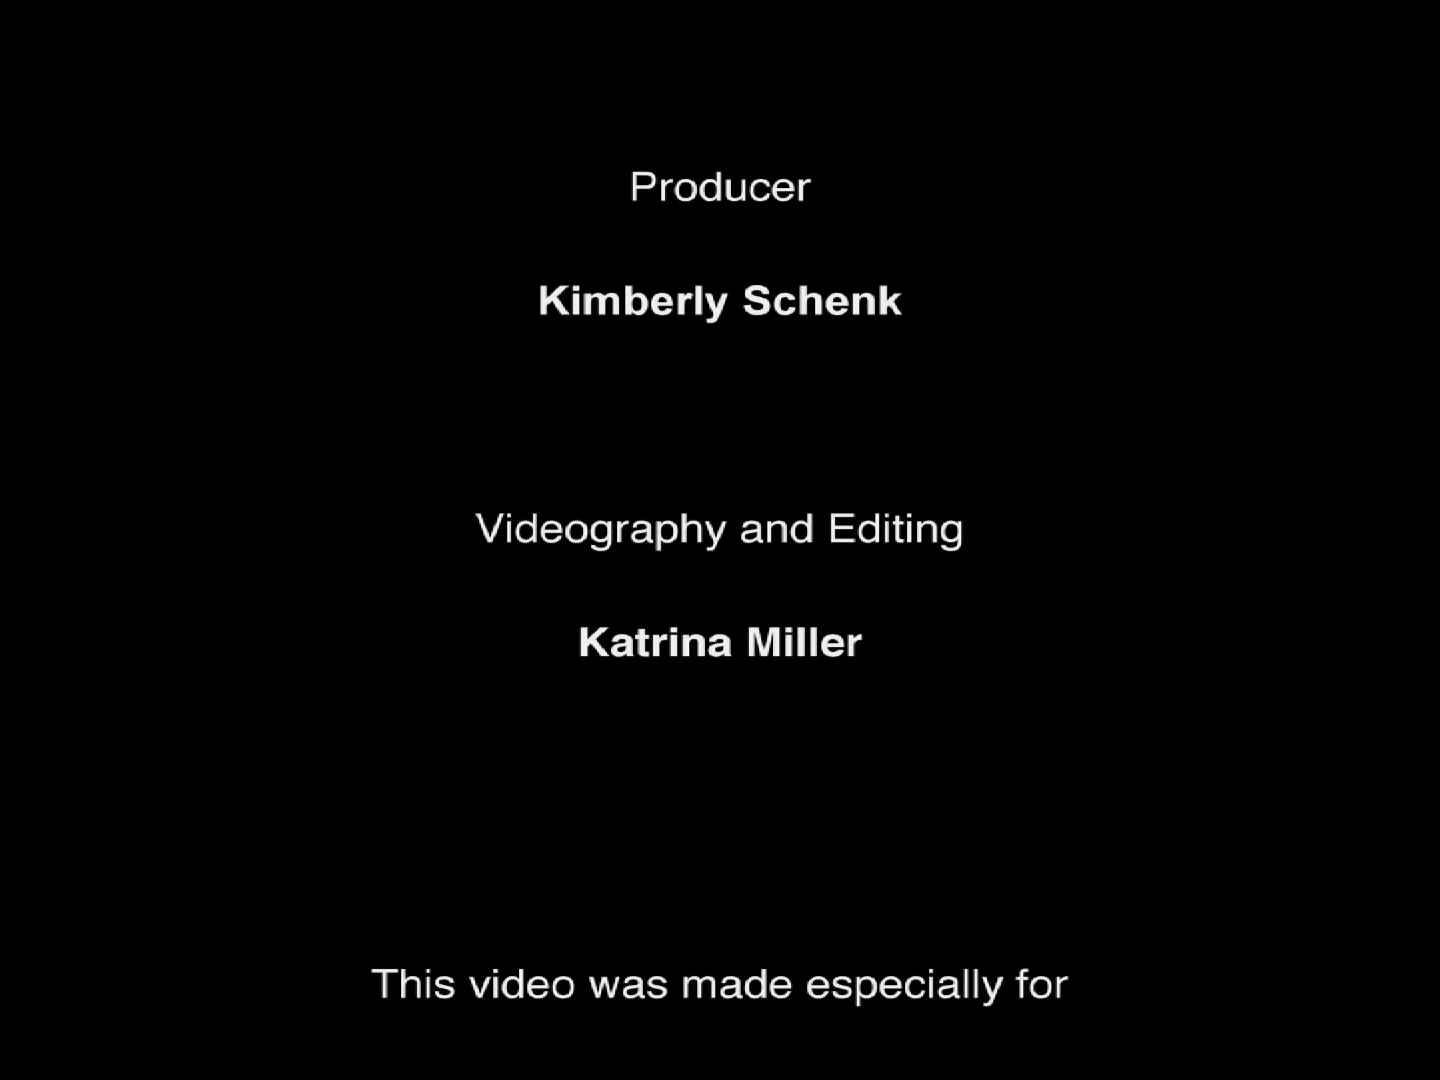 Producer
Kimberly Schenk
Videography and Editing
Katrina Miller
This video was made especially for